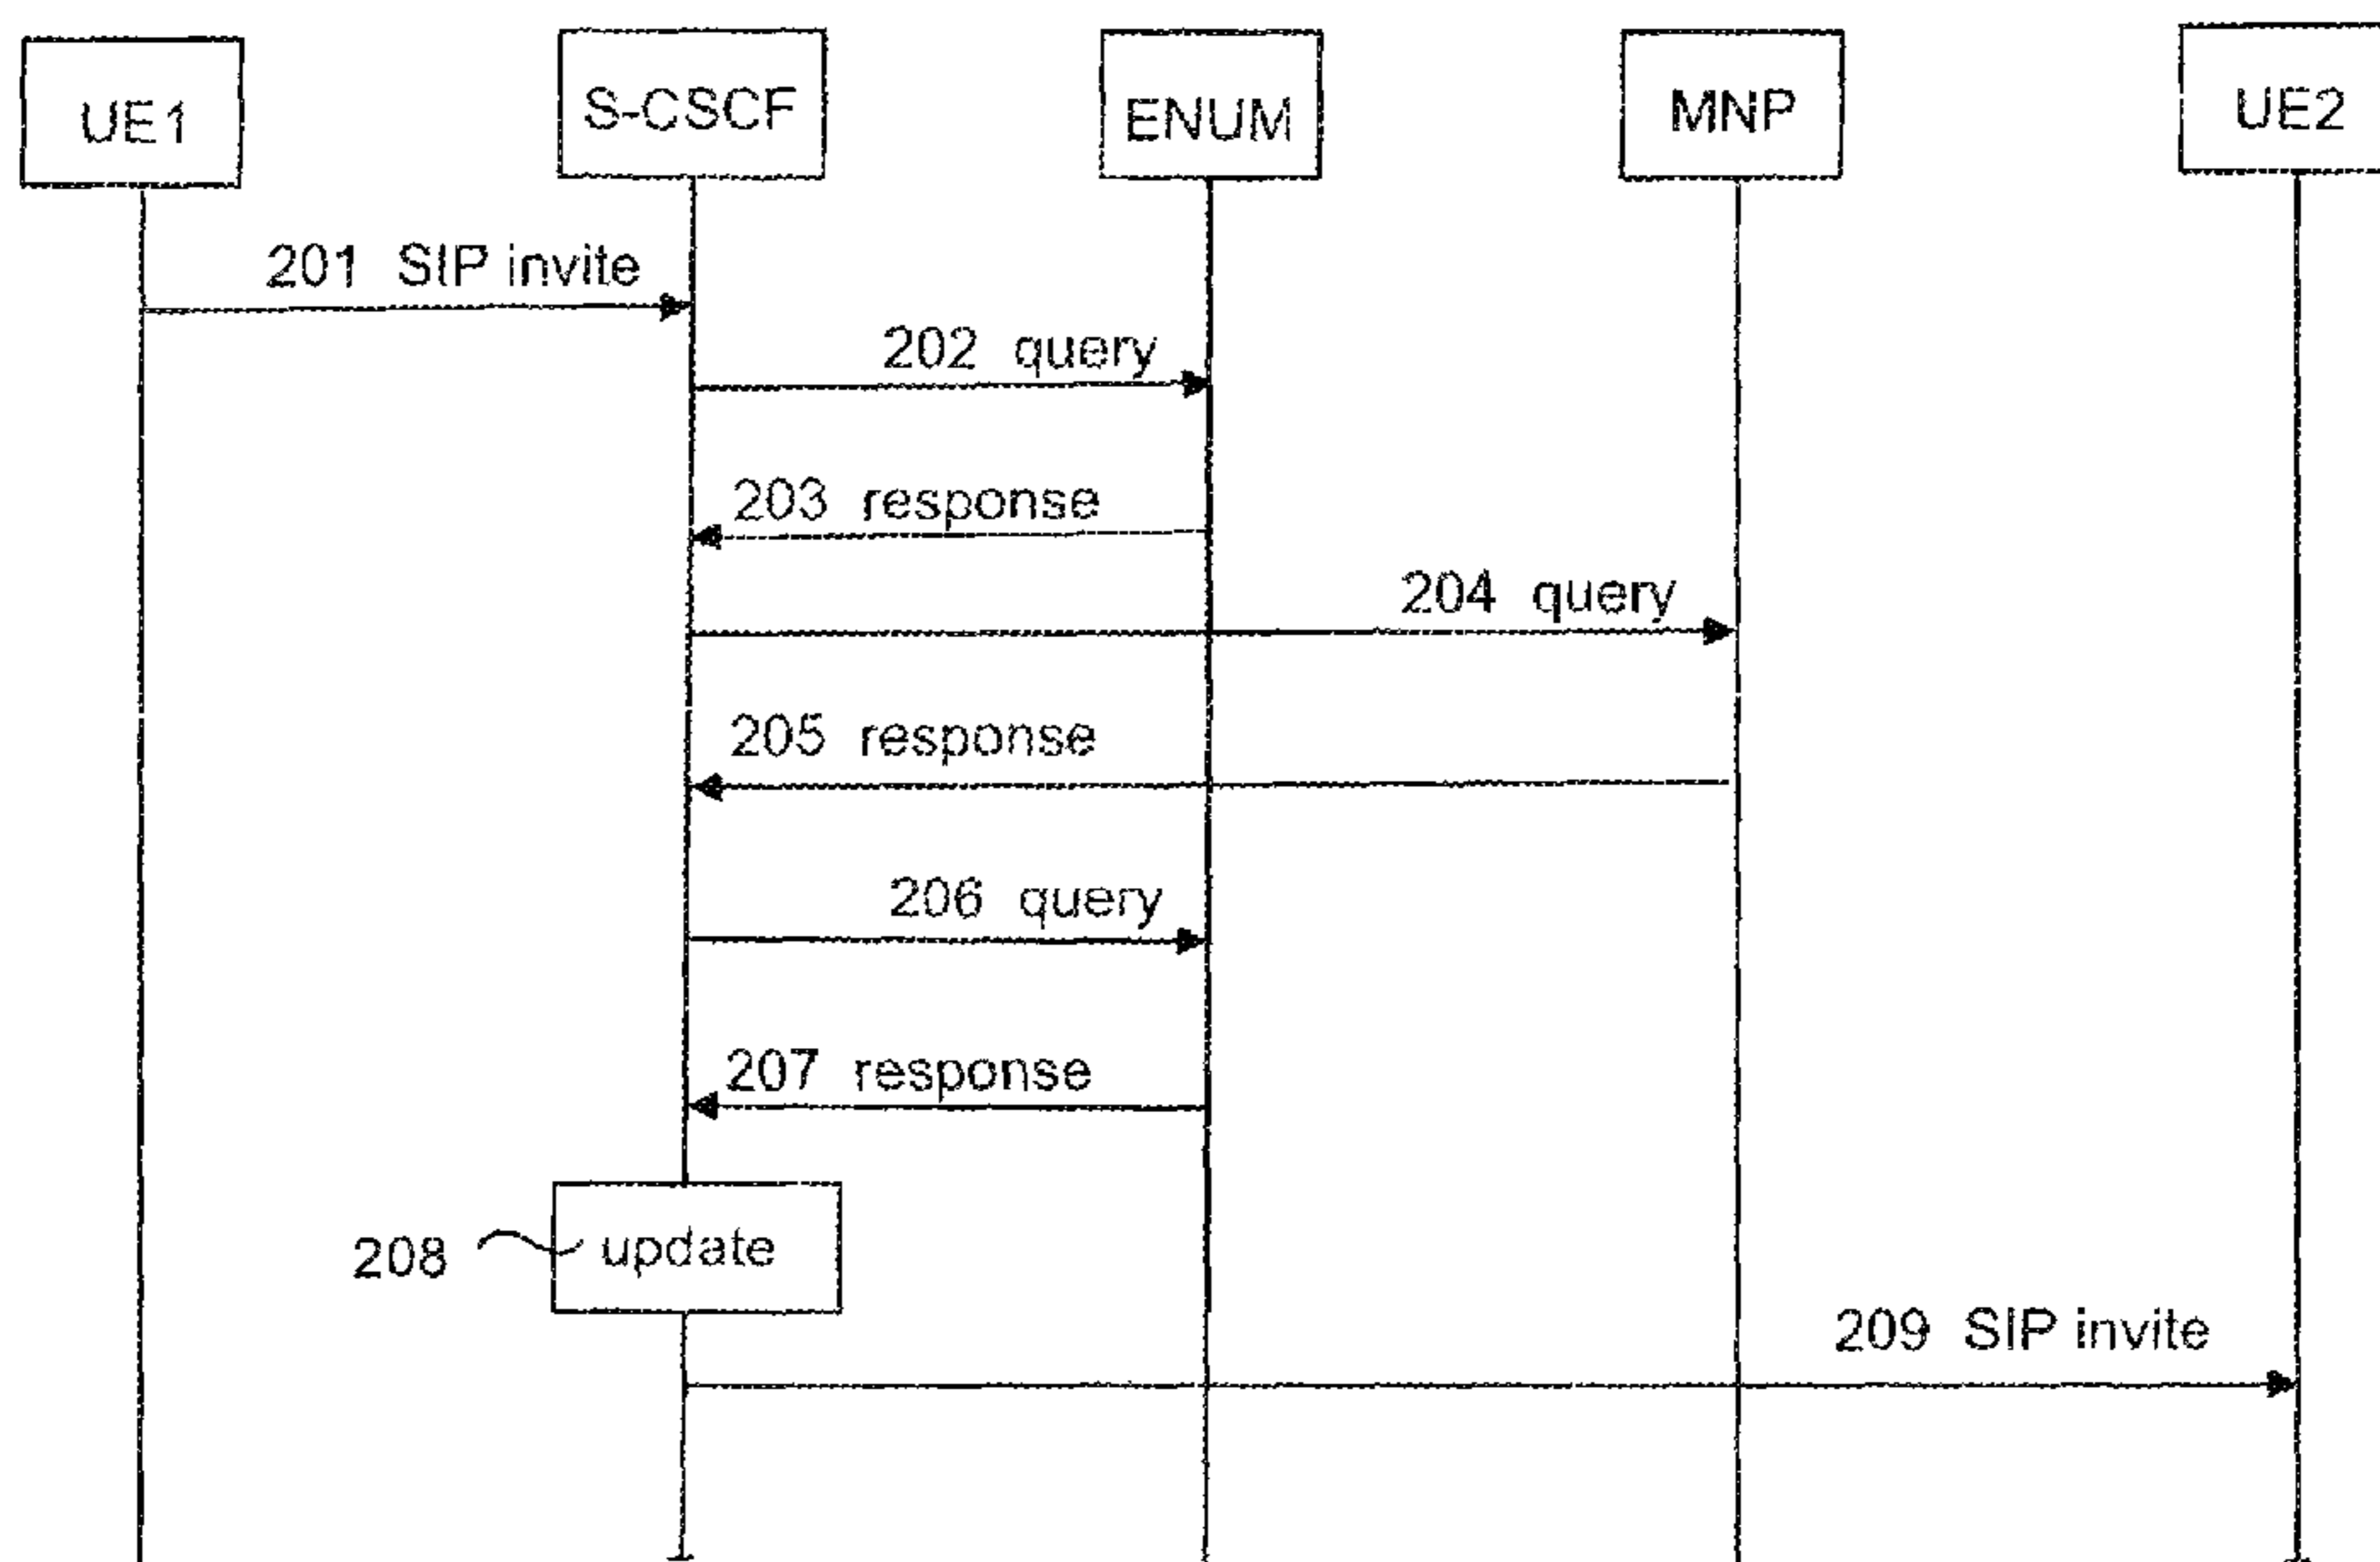 UE1
S-CSCF
ENUM
MNP
UE2
201 SIP invite
202 query
203 response
204 query
205 response
206 query
207 response
208 update
209 SIP invite